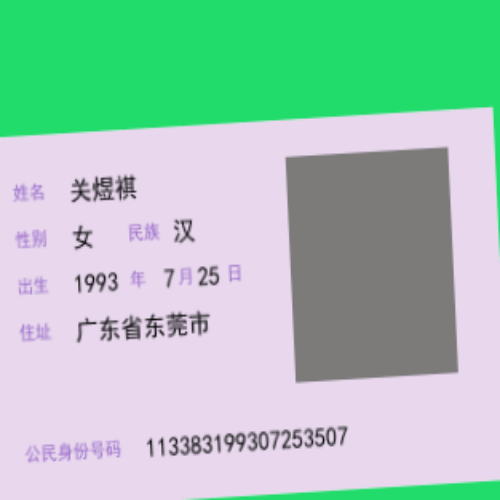 姓名 关煜祺
性别 女 民族 汉
出生 1993 年 7 月 25 日
住址 广东省东莞市
公民身份号码 113383199307253507